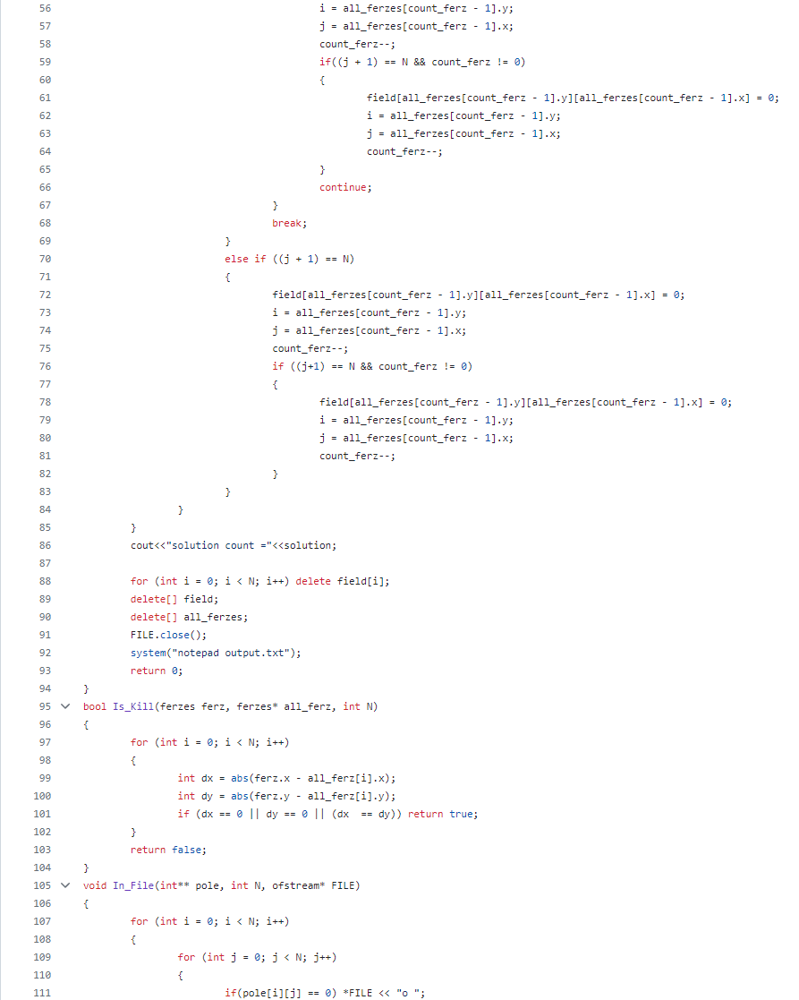 56 i = all_ferzes[count_ferz - 1].y;
57 j = all_ferzes[count_ferz - 1].x;
58 count_ferz--;
59 if((j + 1) == N && count_ferz != 0)
60 {
61 field[all_ferzes[count_ferz - 1].y][all_ferzes[count_ferz - 1].x] = 0;
62 i = all_ferzes[count_ferz - 1].y;
63 j = all_ferzes[count_ferz - 1].x;
64 count_ferz--;
65 }
66 continue;
67 }
68 break;
69 }
70 else if ((j + 1) == N)
71 {
72 field[all_ferzes[count_ferz - 1].y][all_ferzes[count_ferz - 1].x] = 0;
73 i = all_ferzes[count_ferz - 1].y;
74 j = all_ferzes[count_ferz - 1].x;
75 count_ferz--;
76 if ((j+1) == N && count_ferz != 0)
77 {
78 field[all_ferzes[count_ferz - 1].y][all_ferzes[count_ferz - 1].x] = 0;
79 i = all_ferzes[count_ferz - 1].y;
80 j = all_ferzes[count_ferz - 1].x;
81 count_ferz--;
82 }
83 }
84 }
85 }
86 cout<<"solution count ="<<solution;
87
88 for (int i = 0; i < N; i++) delete field[i];
89 delete[] field;
90 delete[] all_ferzes;
91 FILE.close();
92 system("notepad output.txt");
93 return 0;
94 }
95 bool Is_Kill(ferzes ferz, ferzes* all_ferz, int N)
96 {
97 for (int i = 0; i < N; i++)
98 {
99 int dx = abs(ferz.x - all_ferz[i].x);
100 int dy = abs(ferz.y - all_ferz[i].y);
101 if (dx == 0 || dy == 0 || (dx  == dy)) return true;
102 }
103 return false;
104 }
105 void In_File(int** pole, int N, ofstream* FILE)
106 {
107 for (int i = 0; i < N; i++)
108 {
109 for (int j = 0; j < N; j++)
110 {
111 if(pole[i][j] == 0) *FILE << "o ";